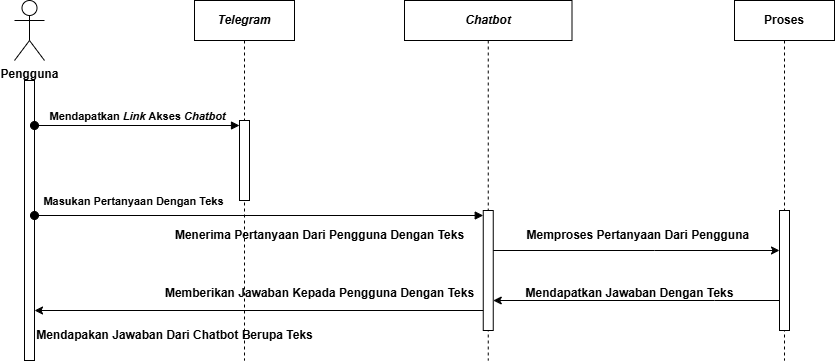 Telegram
Chatbot
Proses
Pengguna
Mendapatkan Link Akses Chatbot
Masukan Pertanyaan Dengan Teks
Menerima Pertanyaan Dari Pengguna Dengan Teks
Memproses Pertanyaan Dari Pengguna
Memberikan Jawaban Kepada Pengguna Dengan Teks
Mendapatkan Jawaban Dengan Teks
Mendapakan Jawaban Dari Chatbot Berupa Teks